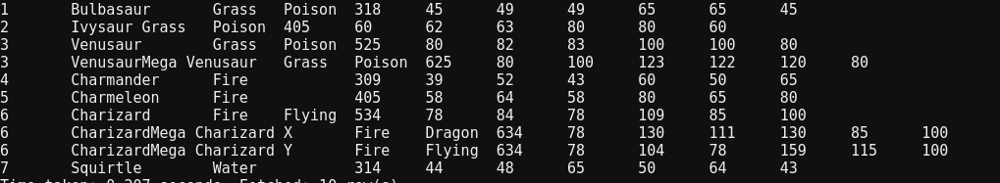 1 Bulbasaur Grass Poison 318 45 49 49 65 65 45
2 Ivysaur Grass Poison 405 60 62 63 80 80 60
3 Venusaur Grass Poison 525 80 82 83 100 100 80
3 VenusaurMega Venusaur Grass Poison 625 80 100 123 122 120 80
4 Charmander Fire 309 39 52 43 60 50 65
5 Charmeleon Fire 405 58 64 58 80 65 80
6 Charizard Fire Flying 534 78 84 78 109 85 100
6 CharizardMega Charizard X Fire Dragon 634 78 130 111 130 85 100
6 CharizardMega Charizard Y Fire Flying 634 78 104 78 159 115 100
7 Squirtle Water 314 44 48 65 50 64 43
Time taken: 0.207 seconds, Fetched: 10 row(s)